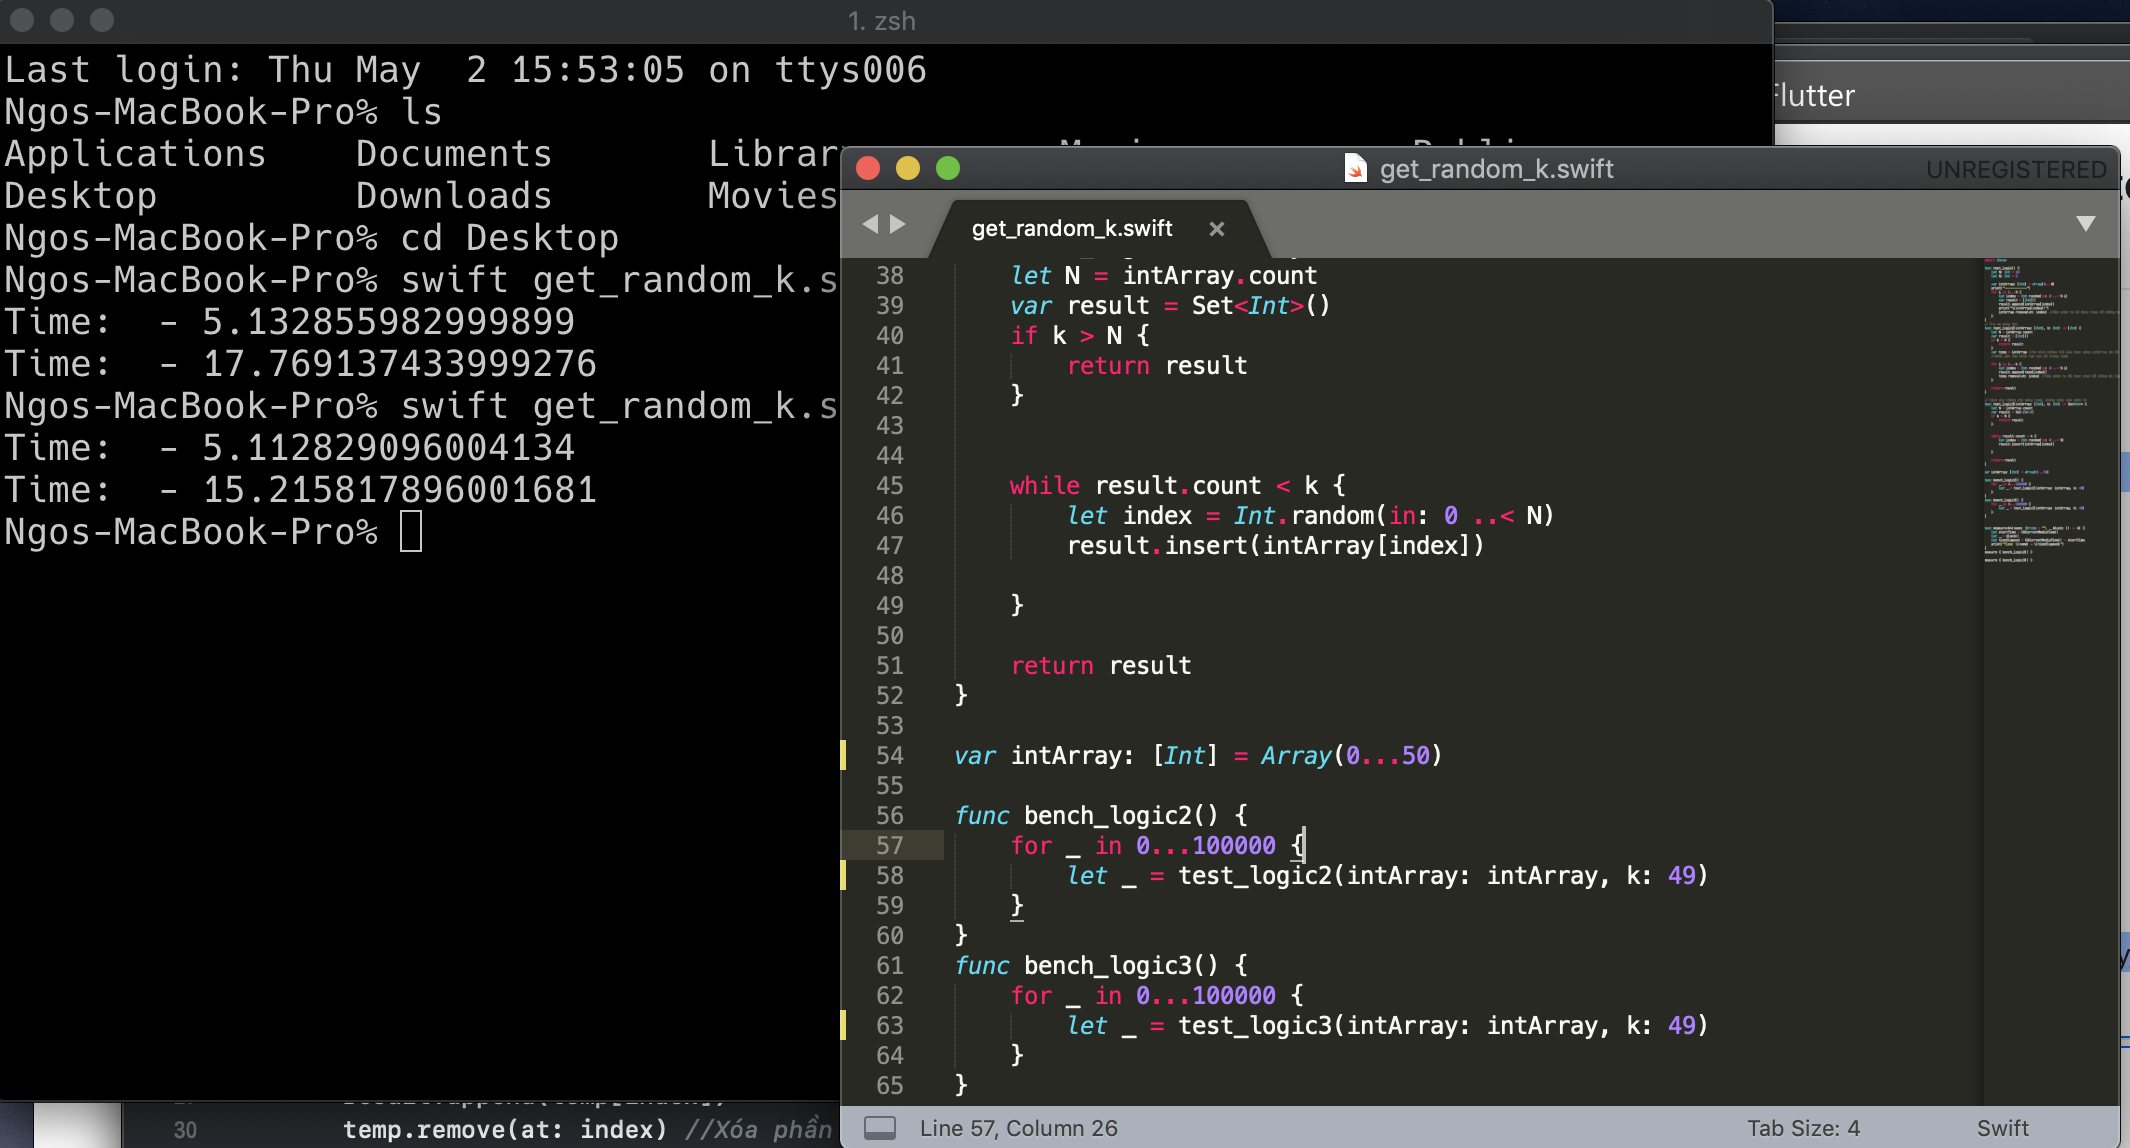 1. zsh
Last login: Thu May  2 15:53:05 on ttys006
Ngos-MacBook-Pro% ls
Applications    Documents       Library
Desktop         Downloads       Movies
Ngos-MacBook-Pro% cd Desktop
Ngos-MacBook-Pro% swift get_random_k.s
Time:  - 5.132855982999899
Time:  - 17.769137433999276
Ngos-MacBook-Pro% swift get_random_k.s
Time:  - 5.112829096004134
Time:  - 15.215817896001681
Ngos-MacBook-Pro%
Flutter
get_random_k.swift
UNREGISTERED
get_random_k.swift ×
38     let N = intArray.count
39     var result = Set<Int>()
40     if k > N {
41         return result
42     }
43
44
45     while result.count < k {
46         let index = Int.random(in: 0 ..< N)
47         result.insert(intArray[index])
48
49     }
50
51     return result
52 }
53
54 var intArray: [Int] = Array(0...50)
55
56 func bench_logic2() {
57     for _ in 0...100000 {
58         let _ = test_logic2(intArray: intArray, k: 49)
59     }
60 }
61 func bench_logic3() {
62     for _ in 0...100000 {
63         let _ = test_logic3(intArray: intArray, k: 49)
64     }
65 }
30 temp.remove(at: index) //Xóa phần
Line 57, Column 26
Tab Size: 4
Swift